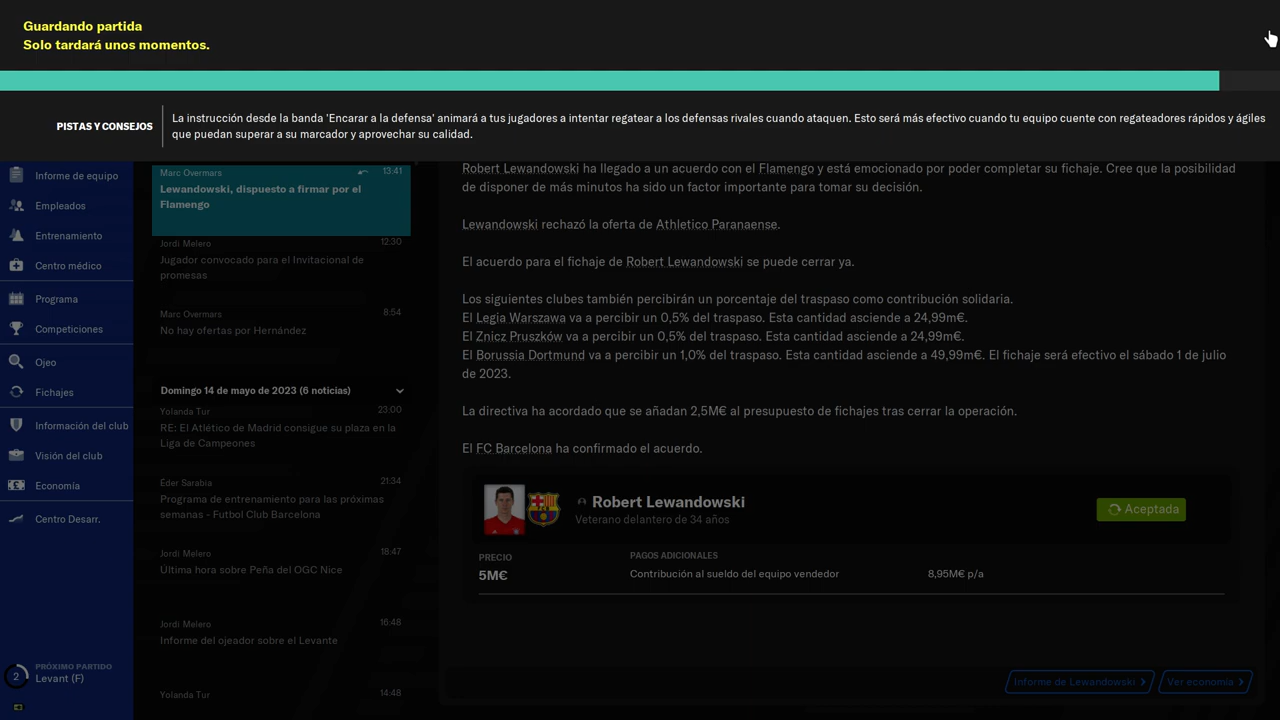 Guardando partida
Solo tardará unos momentos.
PISTAS Y CONSEJOS
La instrucción desde la banda 'Encarar a la defensa' animará a tus jugadores a intentar regatear a los defensas rivales cuando ataquen. Esto será más efectivo cuando tu equipo cuente con regateadores rápidos y ágiles
que puedan superar a su marcador y aprovechar su calidad.
Informe de equipo
Empleados
Entrenamiento
Centro médico
Programa
Competiciones
Ojeo
Fichajes
Información del club
Visión del club
Economía
Centro Desarr.
PRÓXIMO PARTIDO
2
Levant (F)
Marc Overmars
13:41
Lewandowski, dispuesto a firmar por el
Flamengo
Jordi Melero
12:30
Jugador convocado para el Invitacional de
promesas
Marc Overmars
8:54
No hay ofertas por Hernández
Domingo 14 de mayo de 2023 (6 noticias)
Yolanda Tur
23:00
RE: El Atlético de Madrid consigue su plaza en la
Liga de Campeones
Éder Sarabia
21:34
Programa de entrenamiento para las próximas
semanas - Futbol Club Barcelona
Jordi Melero
18:47
Última hora sobre Peña del OGC Nice
Jordi Melero
16:48
Informe del ojeador sobre el Levante
Yolanda Tur
14:48
Robert Lewandowski ha llegado a un acuerdo con el Flamengo y está emocionado por poder completar su fichaje. Cree que la posibilidad
de disponer de más minutos ha sido un factor importante para tomar su decisión.
Lewandowski rechazó la oferta de Athletico Paranaense.
El acuerdo para el fichaje de Robert Lewandowski se puede cerrar ya.
Los siguientes clubes también percibirán un porcentaje del traspaso como contribución solidaria.
El Legia Warszawa va a percibir un 0,5% del traspaso. Esta cantidad asciende a 24,99m€.
El Znicz Pruszków va a percibir un 0,5% del traspaso. Esta cantidad asciende a 24,99m€.
El Borussia Dortmund va a percibir un 1,0% del traspaso. Esta cantidad asciende a 49,99m€. El fichaje será efectivo el sábado 1 de julio
de 2023.
La directiva ha acordado que se añadan 2,5M€ al presupuesto de fichajes tras cerrar la operación.
El FC Barcelona ha confirmado el acuerdo.
Robert Lewandowski
Veterano delantero de 34 años
Aceptada
PRECIO
5M€
PAGOS ADICIONALES
Contribución al sueldo del equipo vendedor
8,95M€ p/a
Informe de Lewandowski
Ver economía